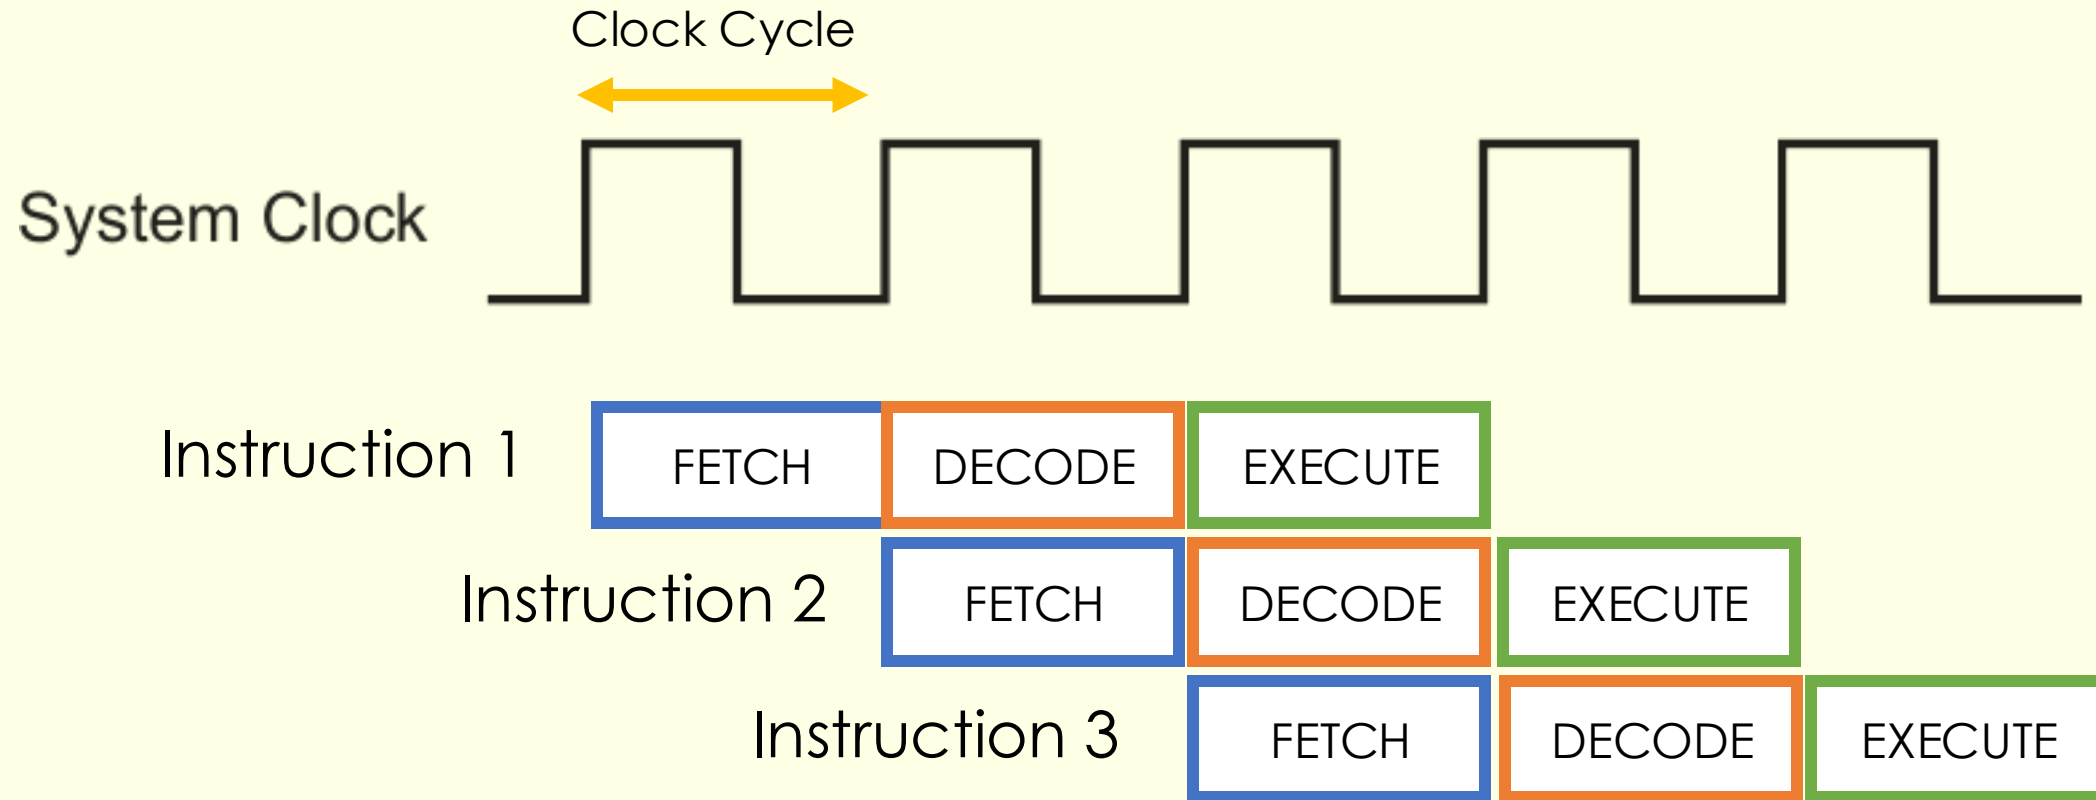 Clock Cycle
System Clock
Instruction 1
FETCH
DECODE
EXECUTE
Instruction 2
FETCH
DECODE
EXECUTE
Instruction 3
FETCH
DECODE
EXECUTE